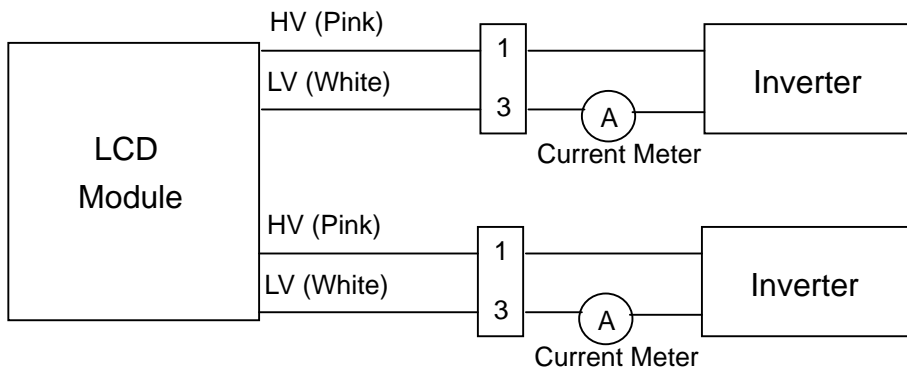 HV (Pink)
1
LV (White)
3
A
Current Meter
Inverter
LCD
Module
HV (Pink)
1
LV (White)
3
A
Current Meter
Inverter